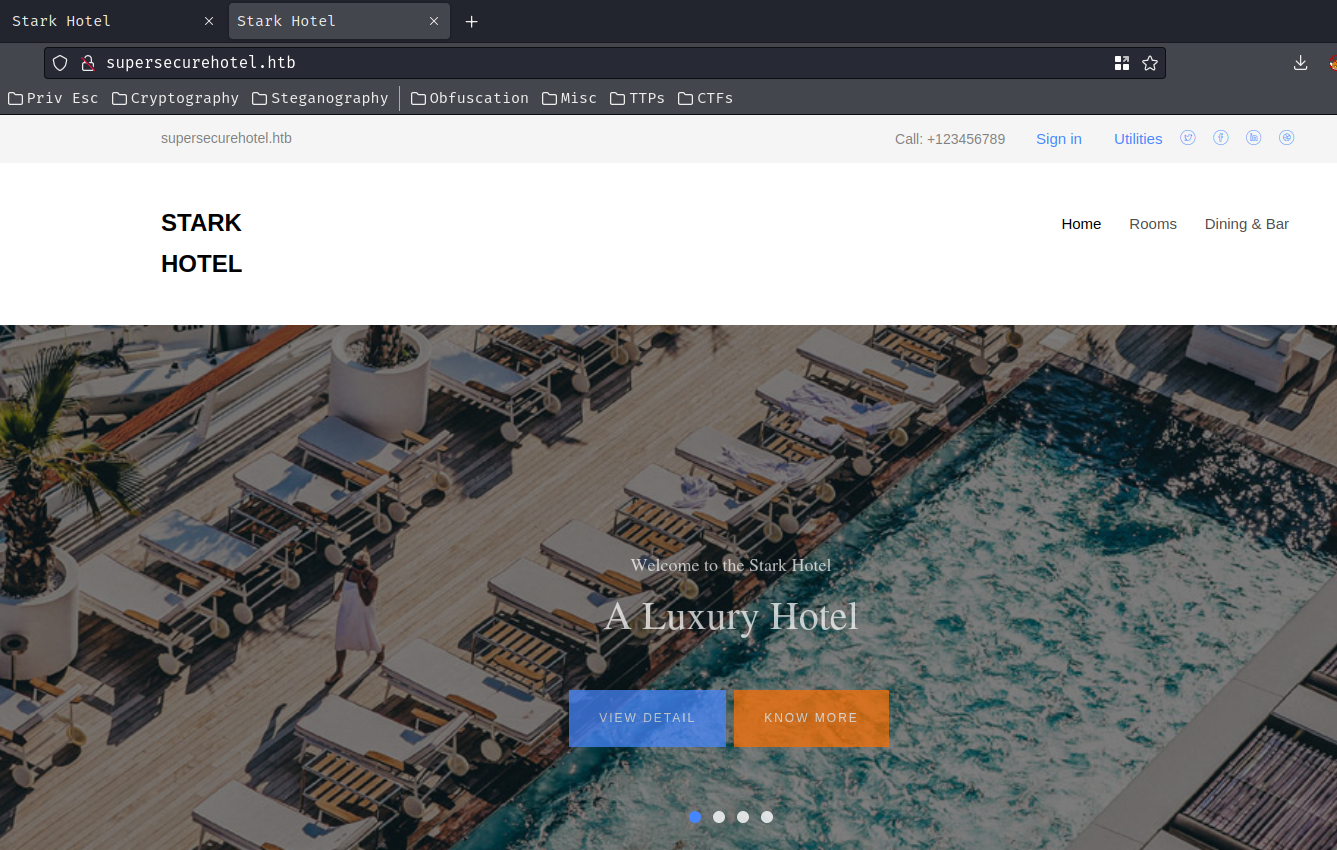 Stark Hotel Stark Hotel
supersecurehotel.htb
Priv Esc Cryptography Steganography Obfuscation Misc TTPs CTFs
supersecurehotel.htb Call: +123456789 Sign in Utilities
STARK
HOTEL
Home Rooms Dining & Bar
Welcome to the Stark Hotel
A Luxury Hotel
VIEW DETAIL KNOW MORE